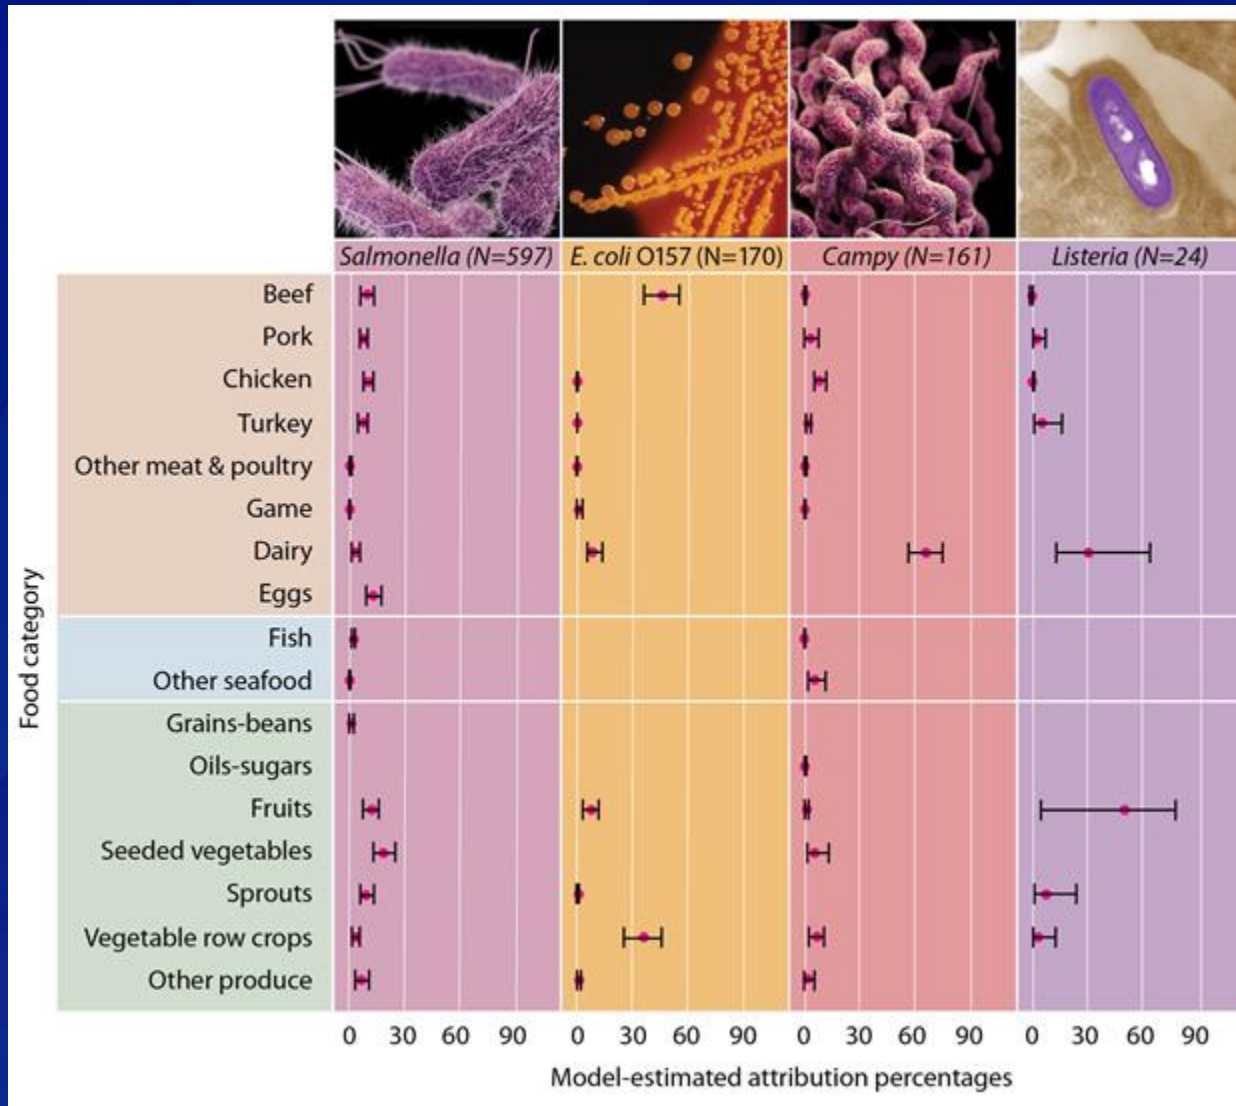 Salmonella (N=597) E. coli O157 (N=170) Campy (N=161) Listeria (N=24)
Food category
Beef
Pork
Chicken
Turkey
Other meat & poultry
Game
Dairy
Eggs
Fish
Other seafood
Grains-beans
Oils-sugars
Fruits
Seeded vegetables
Sprouts
Vegetable row crops
Other produce
0 30 60 90 0 30 60 90 0 30 60 90 0 30 60 90
Model-estimated attribution percentages